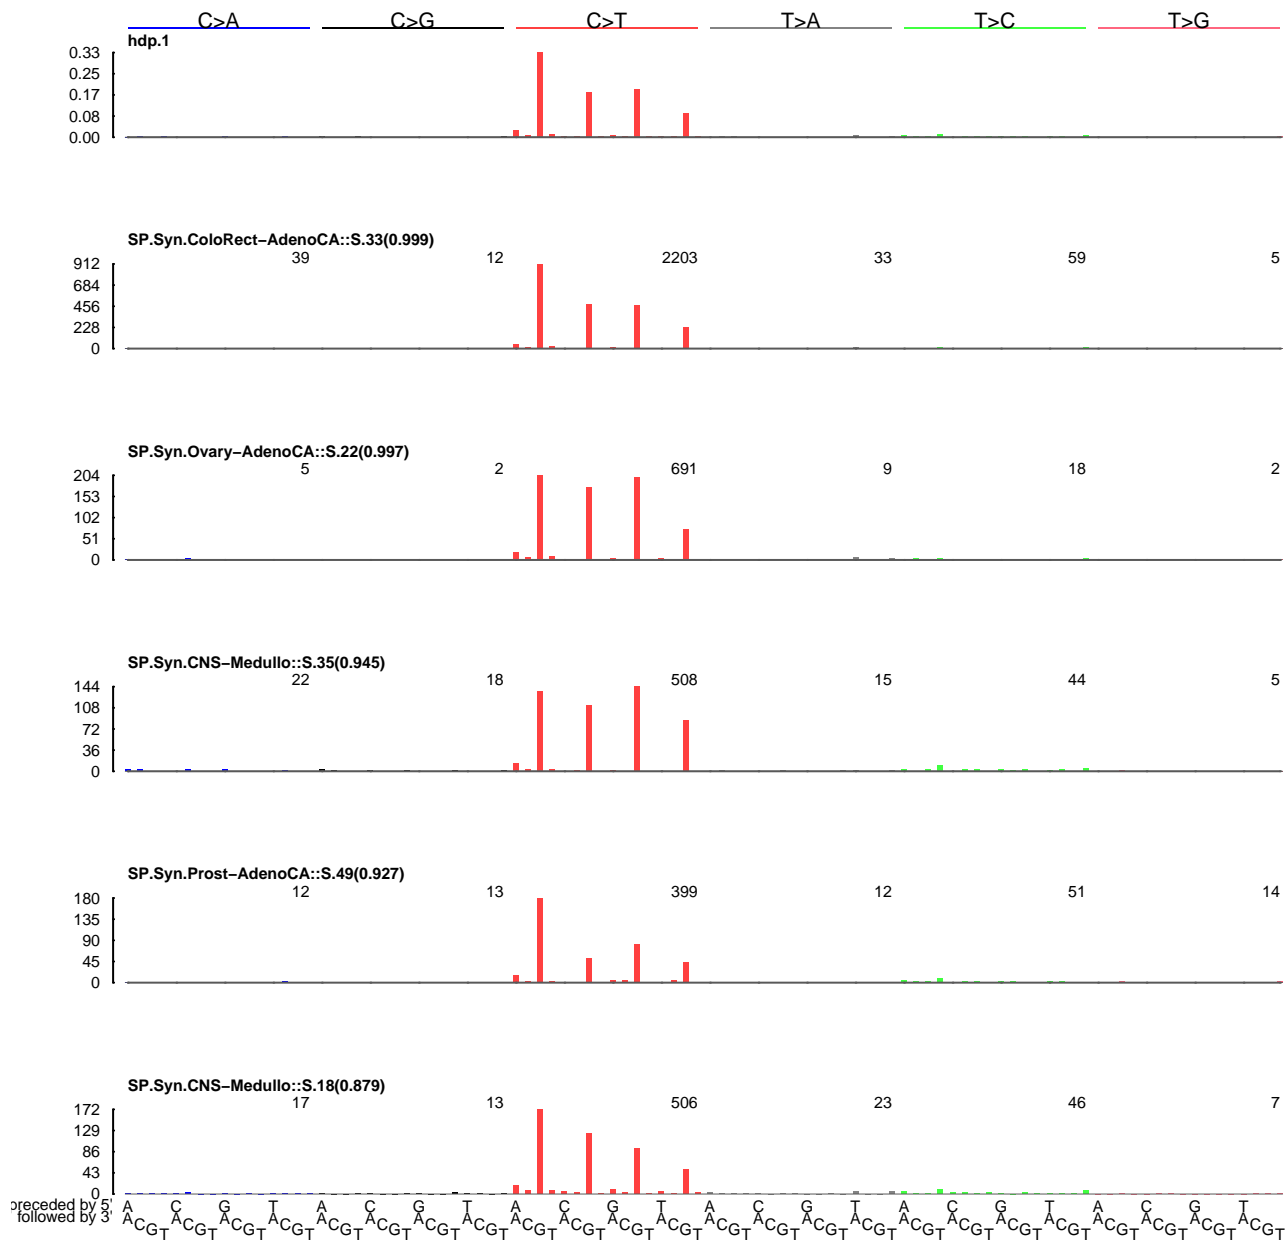 C>A C>G C>T T>A T>C T>G
hdp.1
0.33
0.25
0.17
0.08
0.00
SP.Syn.ColoRect−AdenoCA::S.33(0.999)
39 12 2203 33 59 5
912
684
456
228
0
SP.Syn.Ovary−AdenoCA::S.22(0.997)
5 2 691 9 18 2
204
153
102
51
0
SP.Syn.CNS−Medullo::S.35(0.945)
22 18 508 15 44 5
144
108
72
36
0
SP.Syn.Prost−AdenoCA::S.49(0.927)
12 13 399 12 51 14
180
135
90
45
0
SP.Syn.CNS−Medullo::S.18(0.879)
17 13 506 23 46 7
172
129
86
43
0
preceded by 5' A C G T A C G T A C G T A C G T A C G T A C G T
followed by 3' A C G T A C G T A C G T A C G T A C G T A C G T A C G T A C G T A C G T A C G T A C G T A C G T A C G T A C G T A C G T A C G T A C G T A C G T A C G T A C G T A C G T A C G T A C G T A C G T